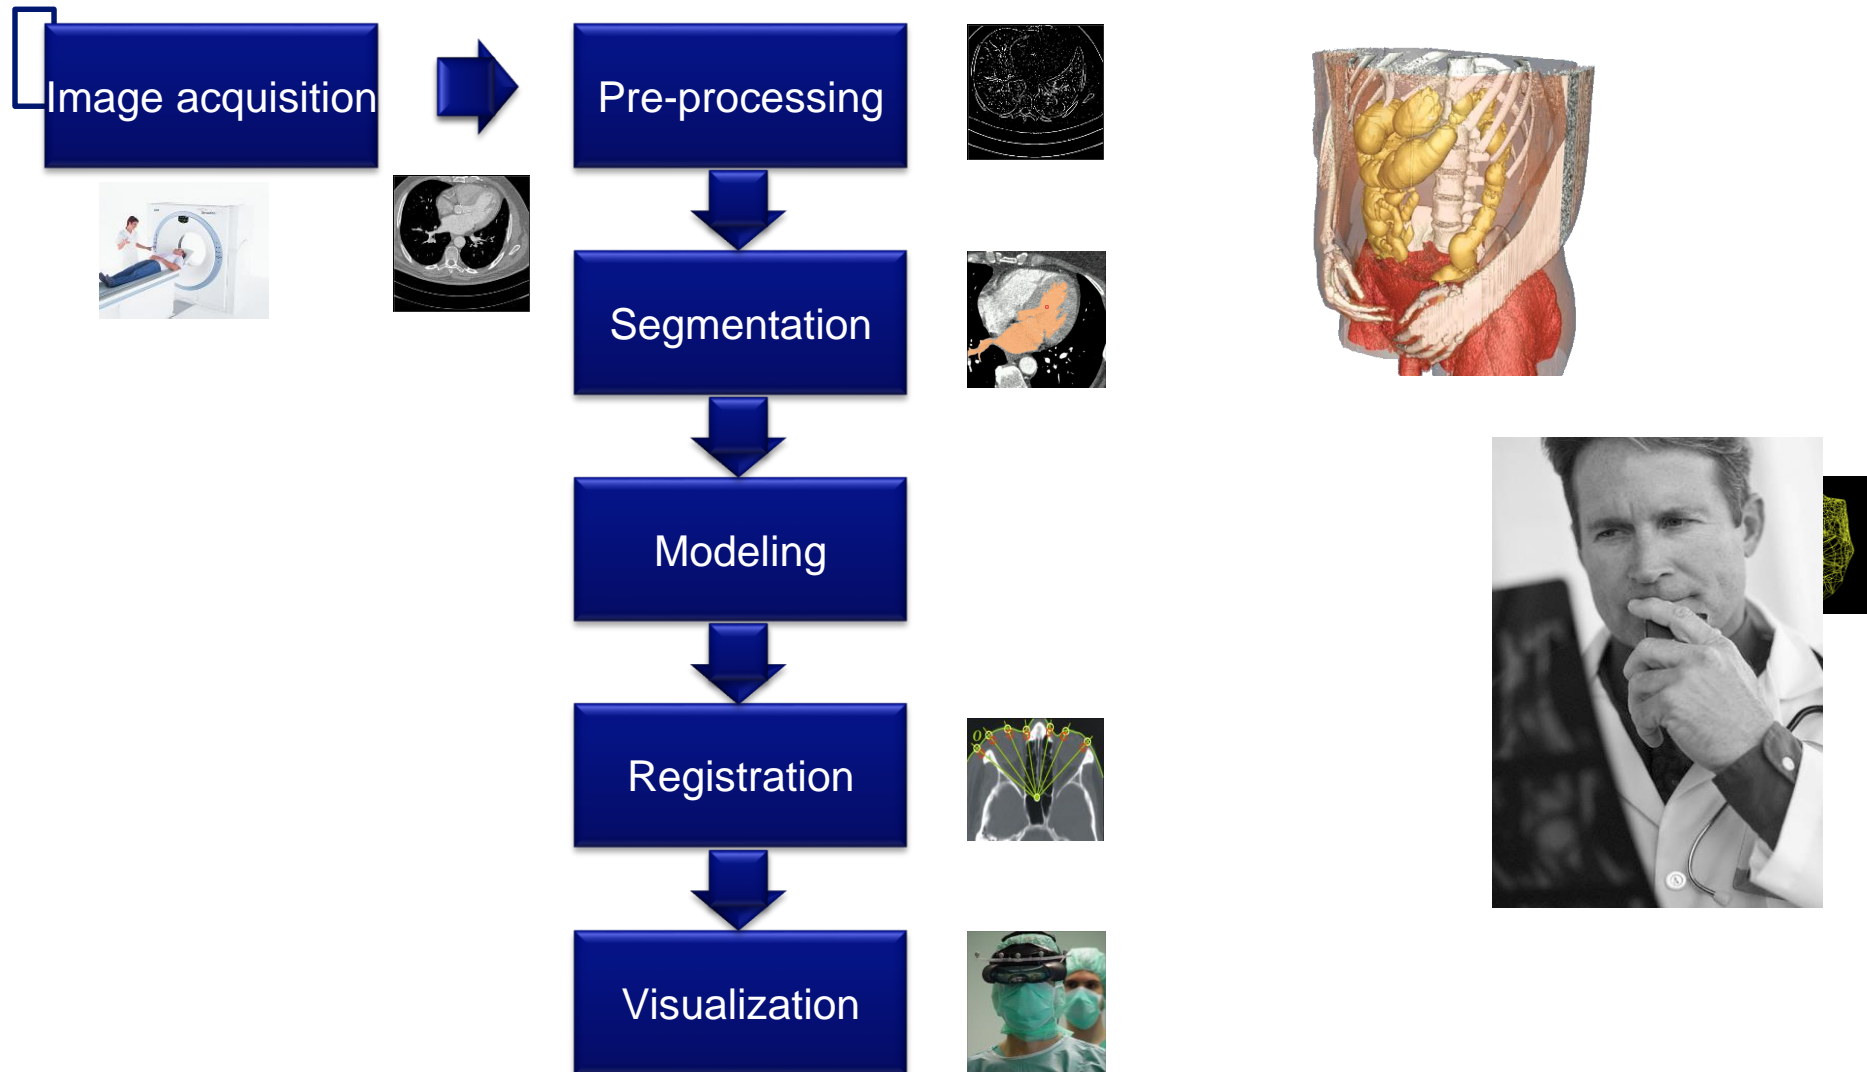 Image acquisition
Pre-processing
Segmentation
Modeling
Registration
Visualization